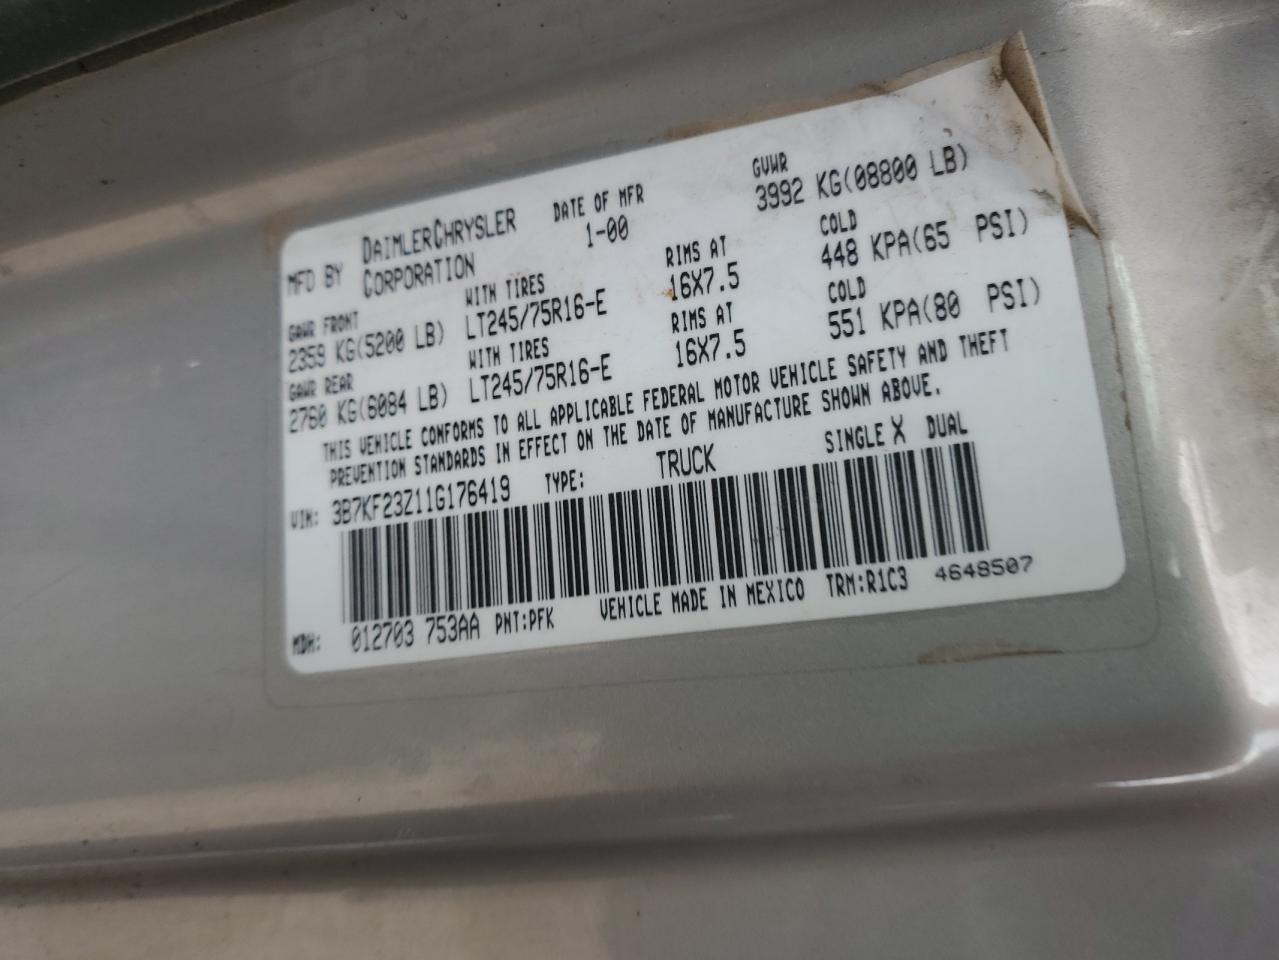 MFD BY DAIMLERCHRYSLER CORPORATION DATE OF MFR 1-00 GVWR 3992 KG(08800 LB)
GAWR FRONT WITH TIRES RIMS AT COLD
2359 KG(5200 LB) LT245/75R16-E 16X7.5 448 KPA(65 PSI)
GAWR REAR WITH TIRES RIMS AT COLD
2760 KG(6084 LB) LT245/75R16-E 16X7.5 551 KPA(80 PSI)
THIS VEHICLE CONFORMS TO ALL APPLICABLE FEDERAL MOTOR VEHICLE SAFETY AND THEFT
PREVENTION STANDARDS IN EFFECT ON THE DATE OF MANUFACTURE SHOWN ABOVE.
VIN: 3B7KF23Z11G176419 TYPE: TRUCK SINGLE X DUAL
MDH: 012703 753AA PNT:PFK VEHICLE MADE IN MEXICO TRM:R1C3 4648507